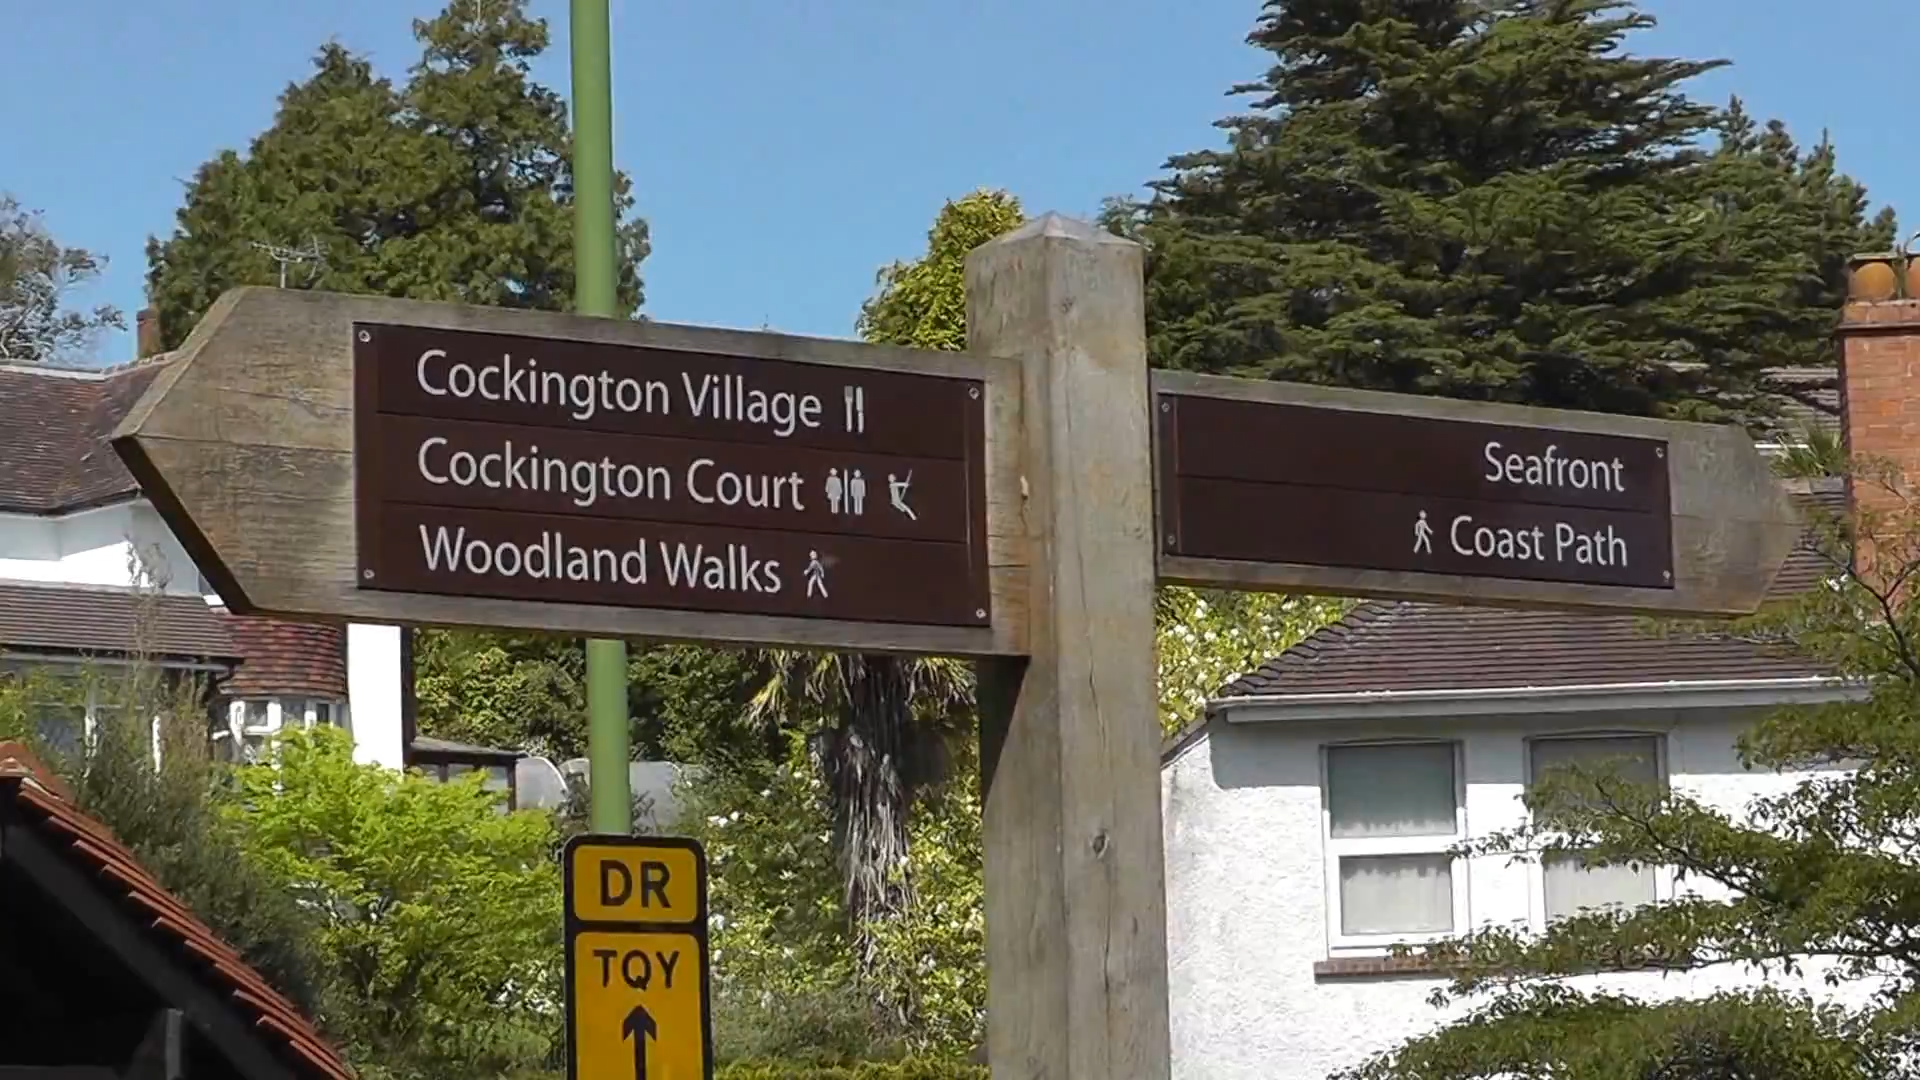 Cockington Village
Cockington Court
Woodland Walks
Seafront
Coast Path
DR
TQY